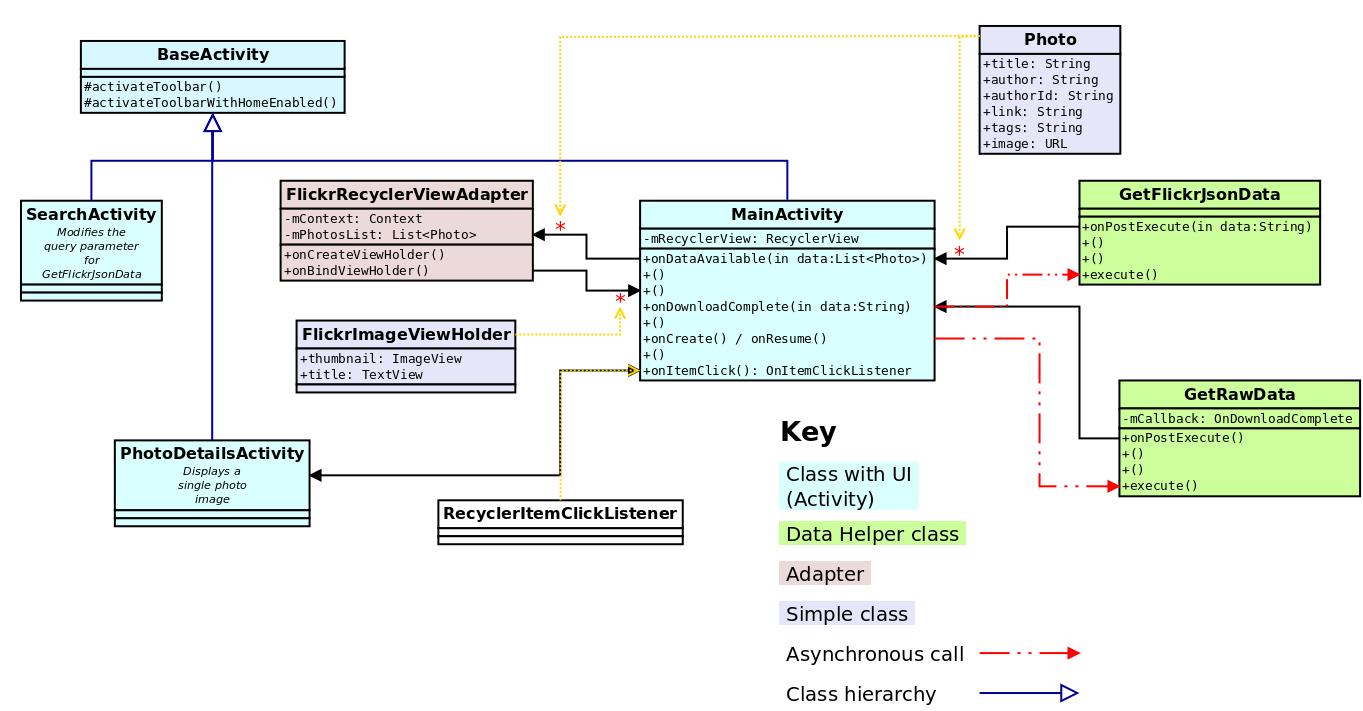 BaseActivity
#activateToolbar()
#activateToolbarWithHomeEnabled()
Photo
+title: String
+author: String
+authorId: String
+link: String
+tags: String
+image: URL
SearchActivity
Modifies the
query parameter
for
GetFlickrJsonData
FlickrRecyclerViewAdapter
-mContext: Context
-mPhotosList: List<Photo>
+onCreateViewHolder()
+onBindViewHolder()
*
MainActivity
-mRecyclerView: RecyclerView
+onDataAvailable(in data:List<Photo>)
+()
+()
+onDownloadComplete(in data:String)
+()
+onCreate() / onResume()
+()
+onItemClick(): OnItemClickListener
*
GetFlickrJsonData
+onPostExecute(in data:String)
+()
+()
+execute()
*
FlickrImageViewHolder
+thumbnail: ImageView
+title: TextView
GetRawData
-mCallback: OnDownloadComplete
+onPostExecute()
+()
+()
+execute()
PhotoDetailsActivity
Displays a
single photo
image
RecyclerItemClickListener
Key
Class with UI
(Activity)
Data Helper class
Adapter
Simple class
Asynchronous call
Class hierarchy